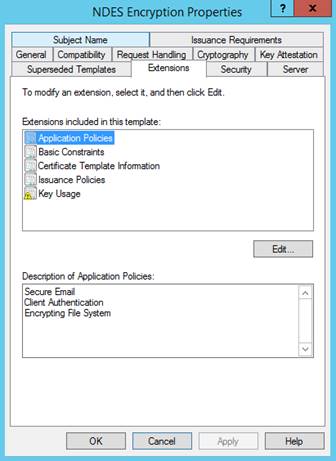 NDES Encryption Properties
?
x
Subject Name
Issuance Requirements
General
Compatibility
Request Handling
Cryptography
Key Attestation
Superseded Templates
Extensions
Security
Server
To modify an extension, select it, and then click Edit.
Extensions included in this template:
Application Policies
Basic Constraints
Certificate Template Information
Issuance Policies
Key Usage
Edit...
Description of Application Policies:
Secure Email
Client Authentication
Encrypting File System
OK
Cancel
Apply
Help